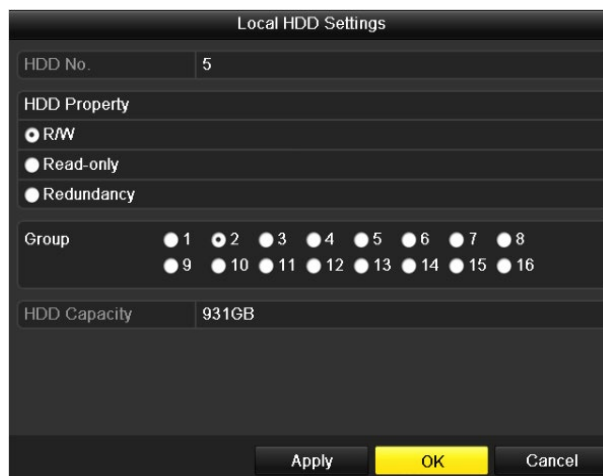 Local HDD Settings
HDD No. 5
HDD Property
R/W
Read-only
Redundancy
Group 1 2 3 4 5 6 7 8
9 10 11 12 13 14 15 16
HDD Capacity 931GB
Apply OK Cancel